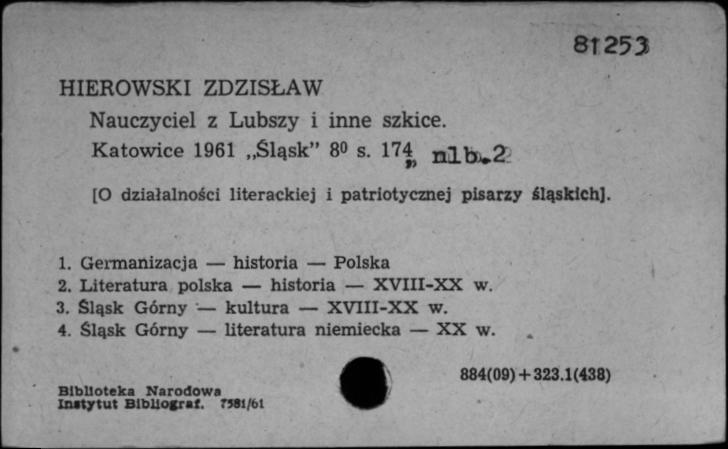 81253
HIEROWSKI ZDZISŁAW
Nauczyciel z Lubszy i inne szkice.
Katowice 1961 „Śląsk” 8⁰ s. 174, nlb.2
[O działalności literackiej i patriotycznej pisarzy śląskich].
1. Germanizacja — historia — Polska
2. Literatura polska — historia — XVIII-XX w.
3. Śląsk Górny — kultura — XVIII-XX w.
4. Śląsk Górny — literatura niemiecka — XX w.
884(09)+323.1(438)
Biblioteka Narodowa
Instytut Bibliograf. 7581/61